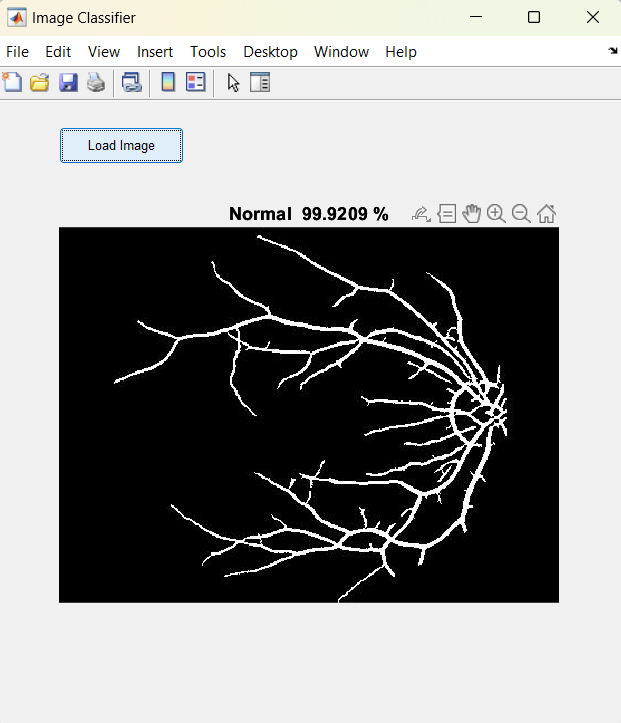 Image Classifier
File Edit View Insert Tools Desktop Window Help
Load Image
Normal 99.9209 %